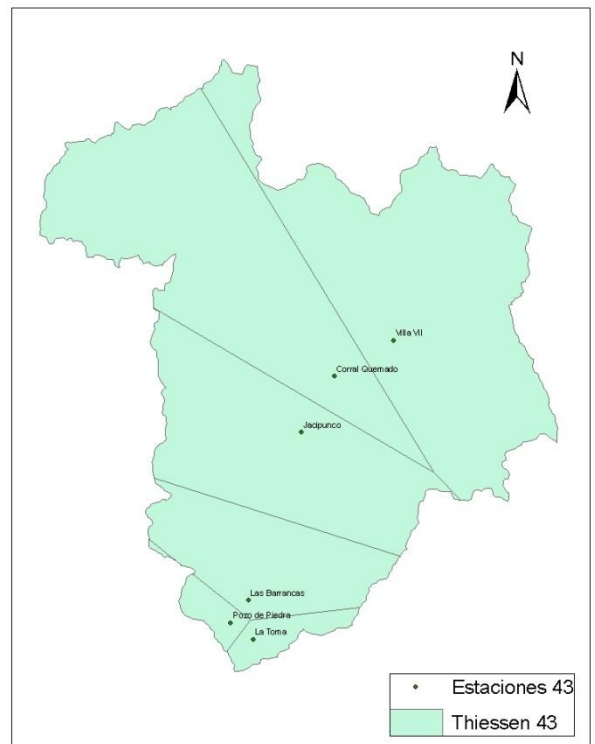 N
Villa Vil
Corral Quemado
Jacipunco
Las Barrancas
Pozo de Piedra
La Toma
Estaciones 43
Thiessen 43